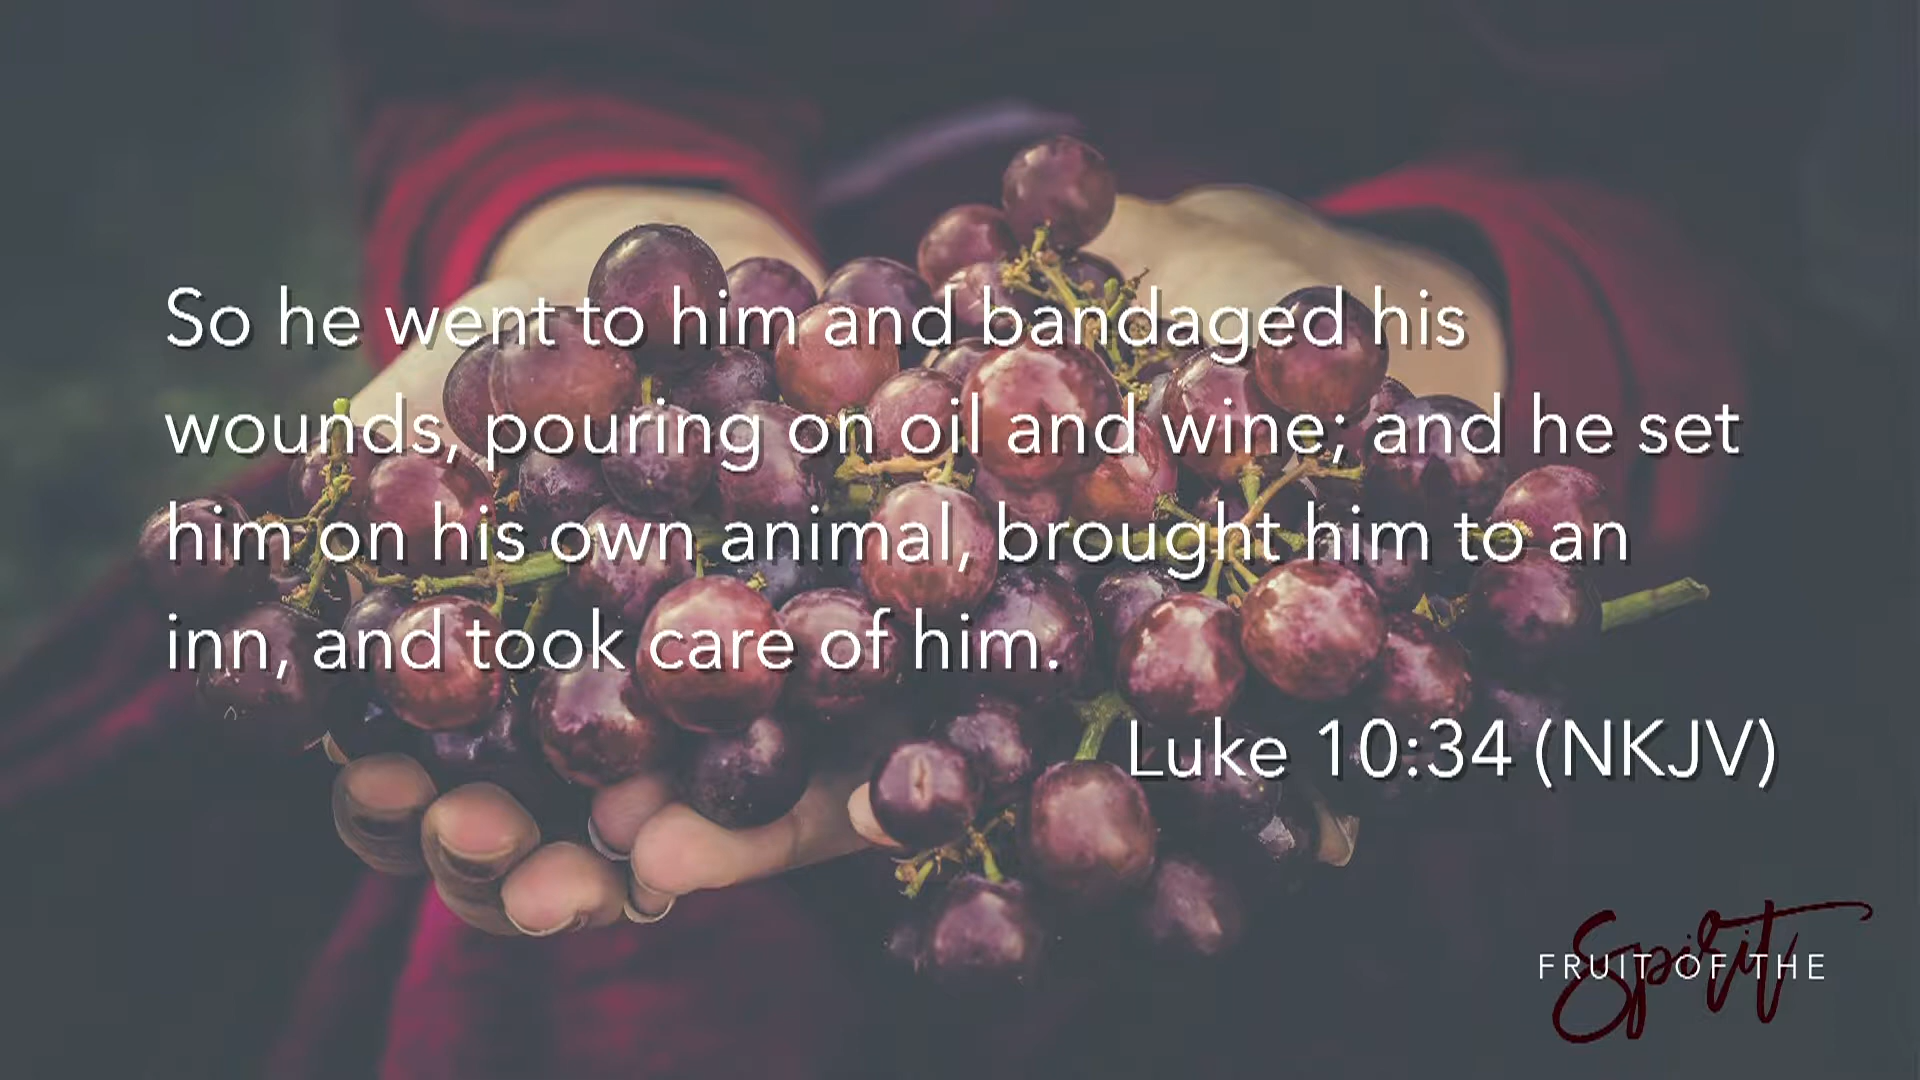 So he went to him and bandaged his
wounds, pouring on oil and wine; and he set
him on his own animal, brought him to an
inn, and took care of him.
Luke 10:34 (NKJV)
FRUIT OF THE
Spirit